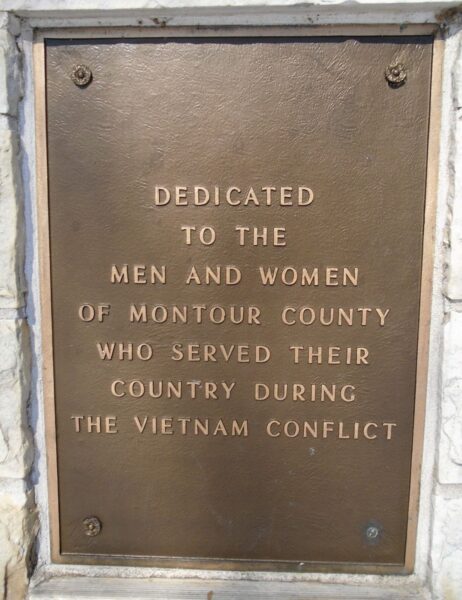 DEDICATED
TO THE
MEN AND WOMEN
OF MONTOUR COUNTY
WHO SERVED THEIR
COUNTRY DURING
THE VIETNAM CONFLICT